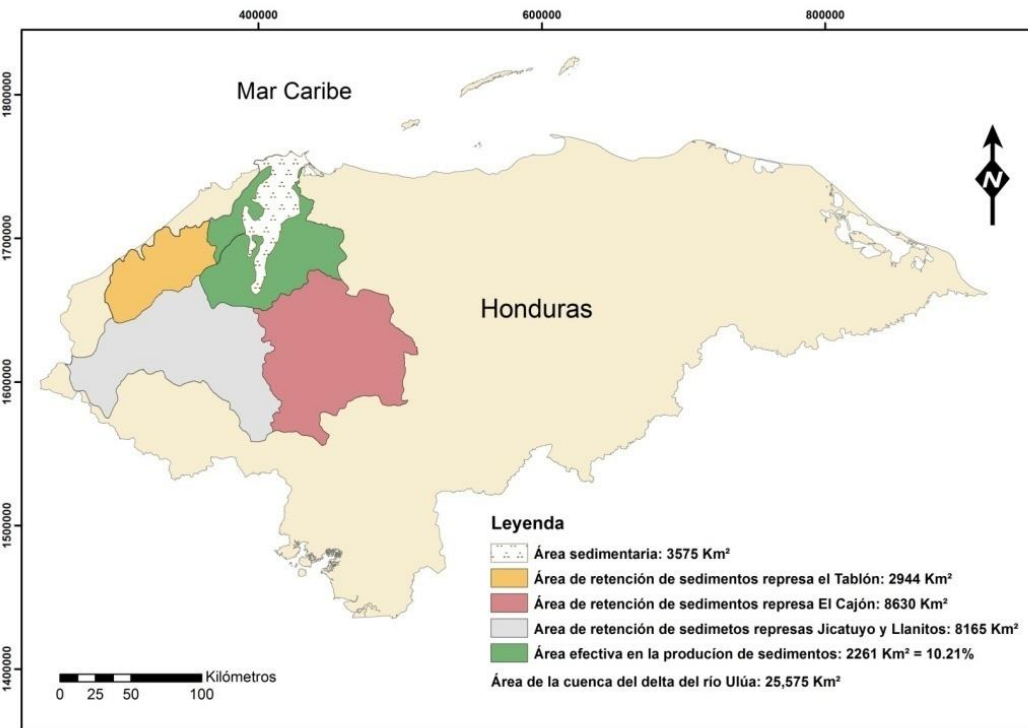 400000
600000
800000
1800000
1700000
1600000
1500000
1400000
Mar Caribe
N
Honduras
Leyenda
Área sedimentaria: 3575 Km²
Área de retención de sedimentos represa el Tablón: 2944 Km²
Área de retención de sedimentos represa El Cajón: 8630 Km²
Area de retención de sedimetos represas Jicatuyo y Llanitos: 8165 Km²
Área efectiva en la producíon de sedimentos: 2261 Km² = 10.21%
Área de la cuenca del delta del río Ulúa: 25,575 Km²
Kilómetros
0 25 50 100